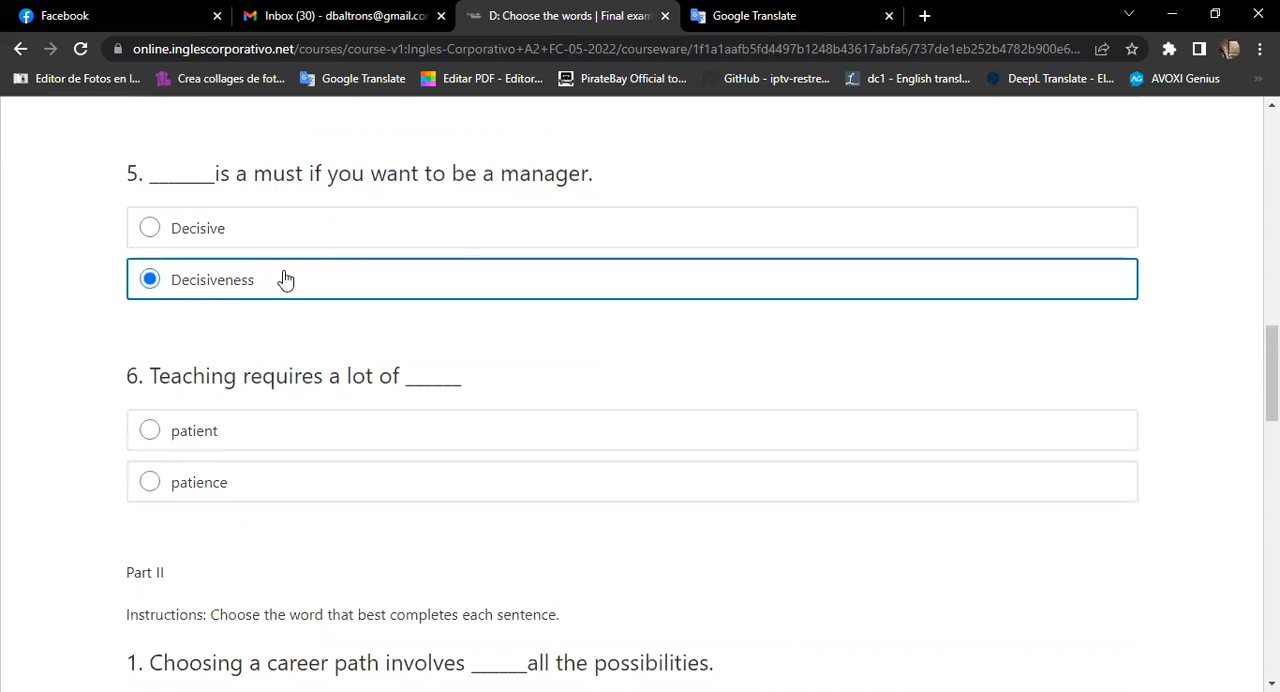 Facebook
Inbox (30) - dbaltrons@gmail.co
D: Choose the words | Final exam
Google Translate
online.inglescorporativo.net/courses/course-v1:Ingles-Corporativo+A2+FC-05-2022/courseware/1f1a1aafb5fd4497b1248b43617abfa6/737de1eb252b4782b900e6...
Editor de Fotos en l...
Crea collages de fot...
Google Translate
Editar PDF - Editor...
PirateBay Official to...
GitHub - iptv-restre...
dc1 - English transl...
DeepL Translate - El...
AVOXI Genius
5. _______is a must if you want to be a manager.
Decisive
Decisiveness
6. Teaching requires a lot of ______
patient
patience
Part II
Instructions: Choose the word that best completes each sentence.
1. Choosing a career path involves ______all the possibilities.